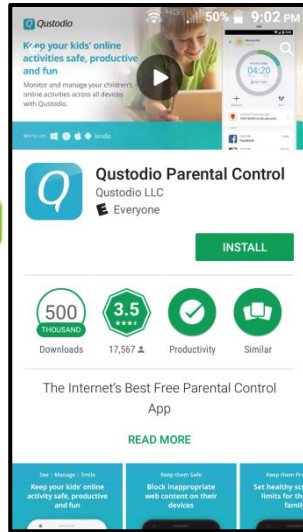 50% 9:02 PM
Qustodio
Keep your kids' online
activities safe, productive
and fun
Monitor and manage your children's
online activities across all devices
with Qustodio.
Works on: kindle
04:20
Qustodio Parental Control
Qustodio LLC
E Everyone
INSTALL
500
THOUSAND
Downloads
3.5
17,567
Productivity
Similar
The Internet's Best Free Parental Control
App
READ MORE
See | Manage | Smile
Keep your kids' online
activity safe, productive
and fun
Keep them Safe
Block inappropriate
web content on their
devices
Keep them Pr
Set healthy scr
limits for th
family